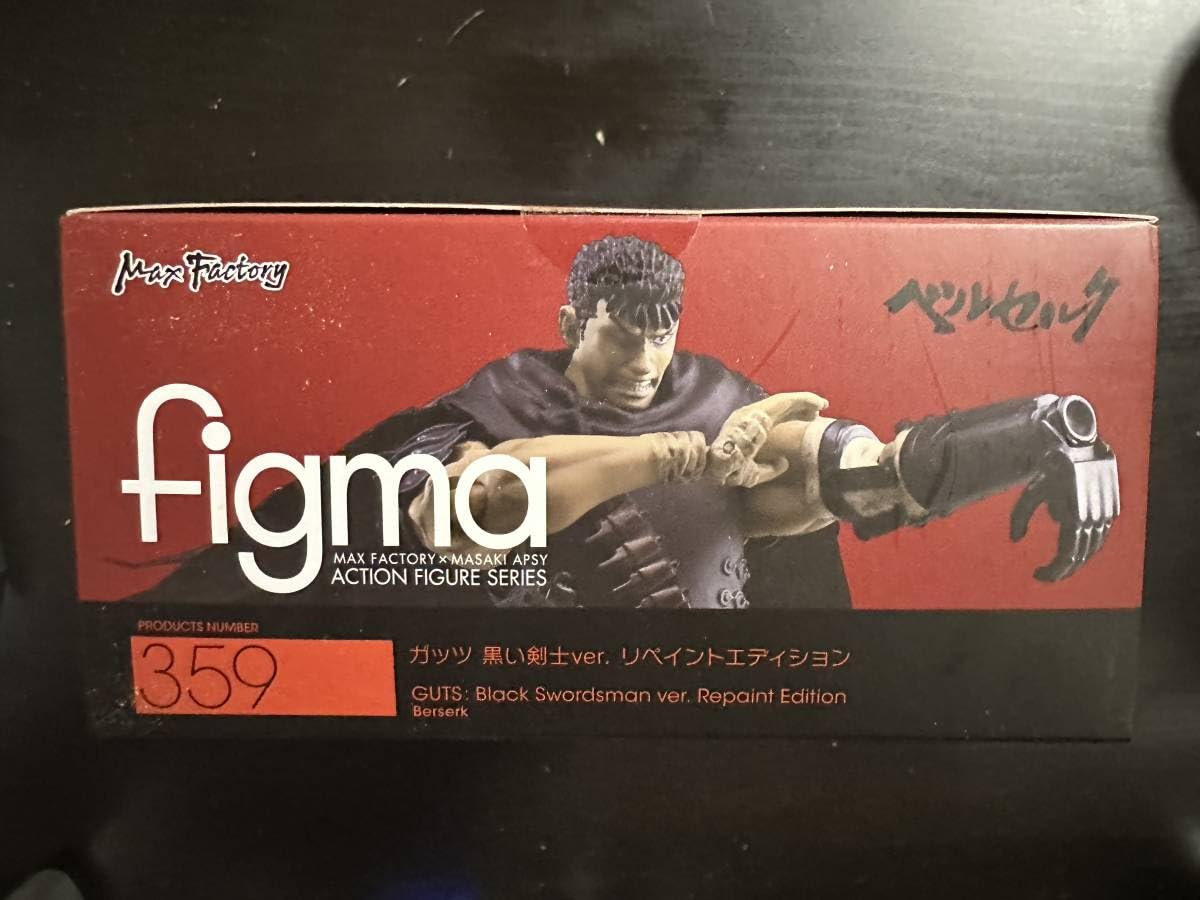 Max Factory
ベルセルク
figma
MAX FACTORY × MASAKI APSY
ACTION FIGURE SERIES
PRODUCTS NUMBER
359
ガッツ 黒い剣士ver. リペイントエディション
GUTS: Black Swordsman ver. Repaint Edition
Berserk